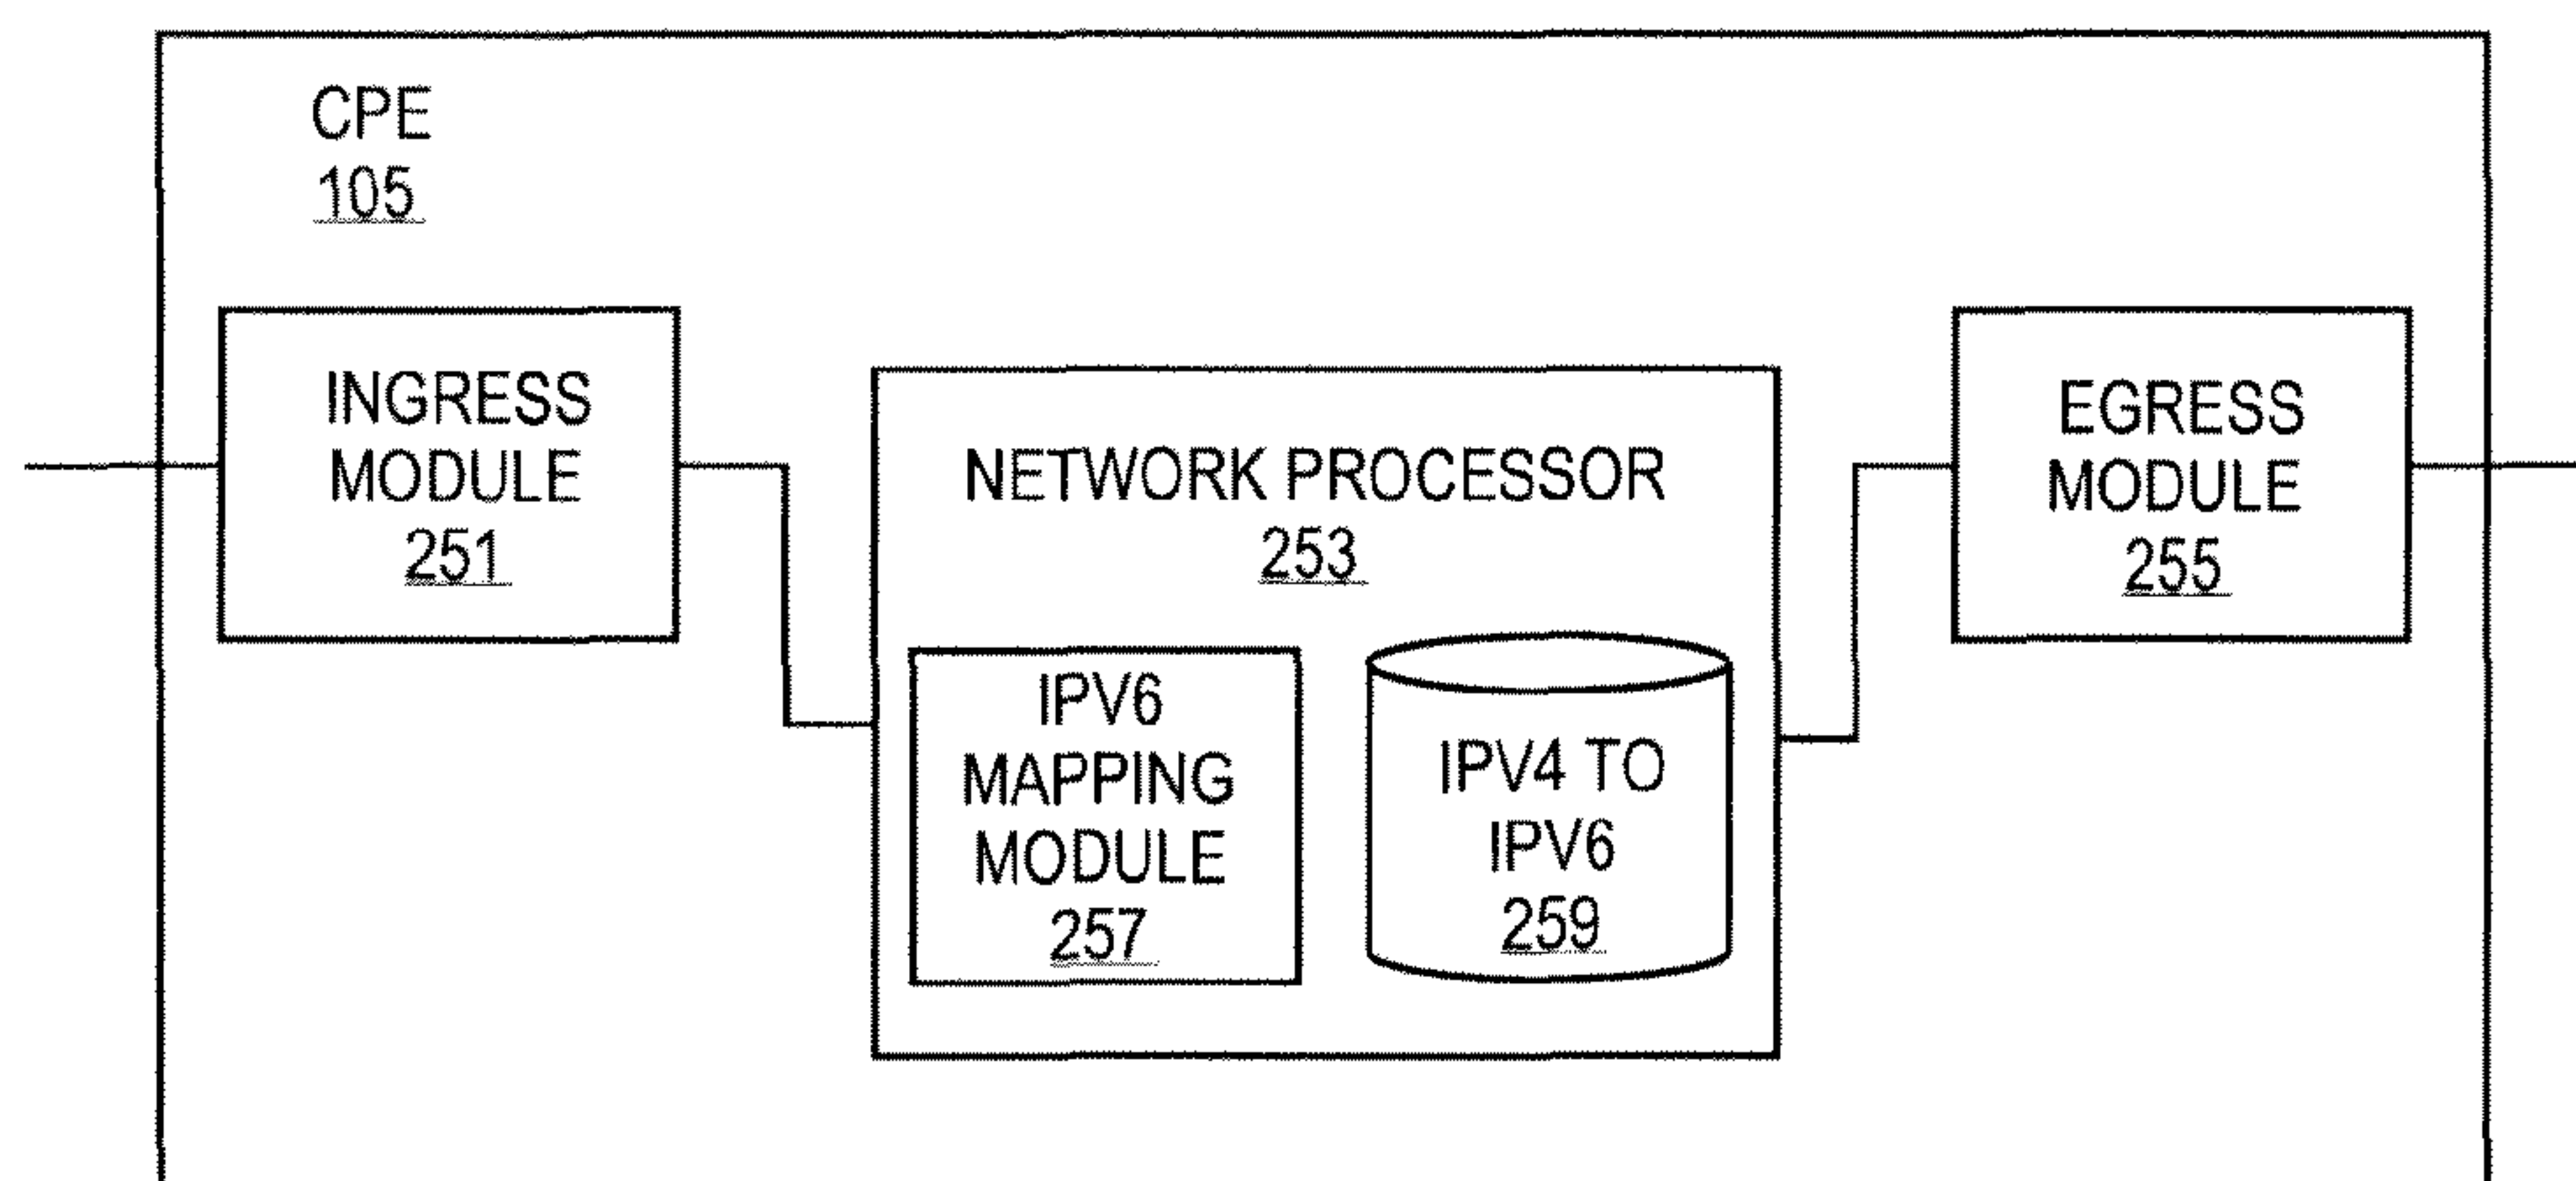 CPE
105
INGRESS
MODULE
251
NETWORK PROCESSOR
253
IPV6
MAPPING
MODULE
257
IPV4 TO
IPV6
259
EGRESS
MODULE
255